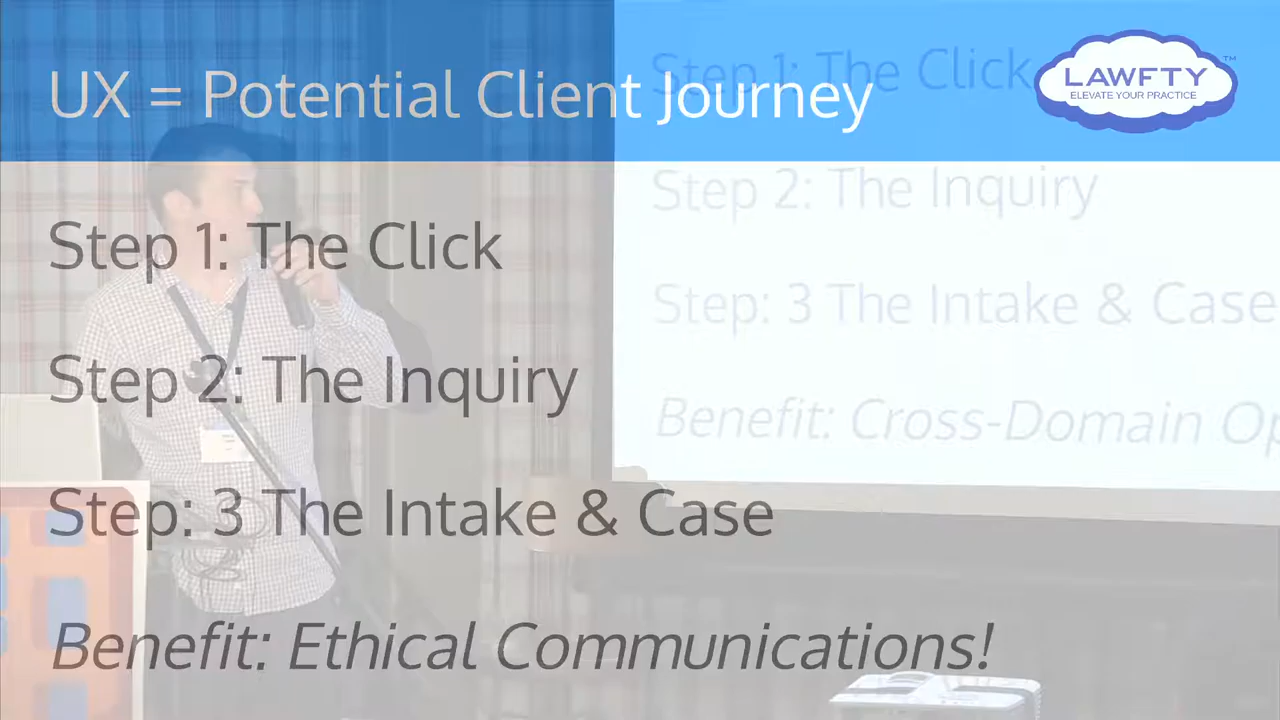 UX = Potential Client Journey
LAWFTY™
ELEVATE YOUR PRACTICE
Step 1: The Click
Step 2: The Inquiry
Step: 3 The Intake & Case
Benefit: Ethical Communications!
Step 1: The Click
Step 2: The Inquiry
Step: 3 The Intake & Case
Benefit: Cross-Domain